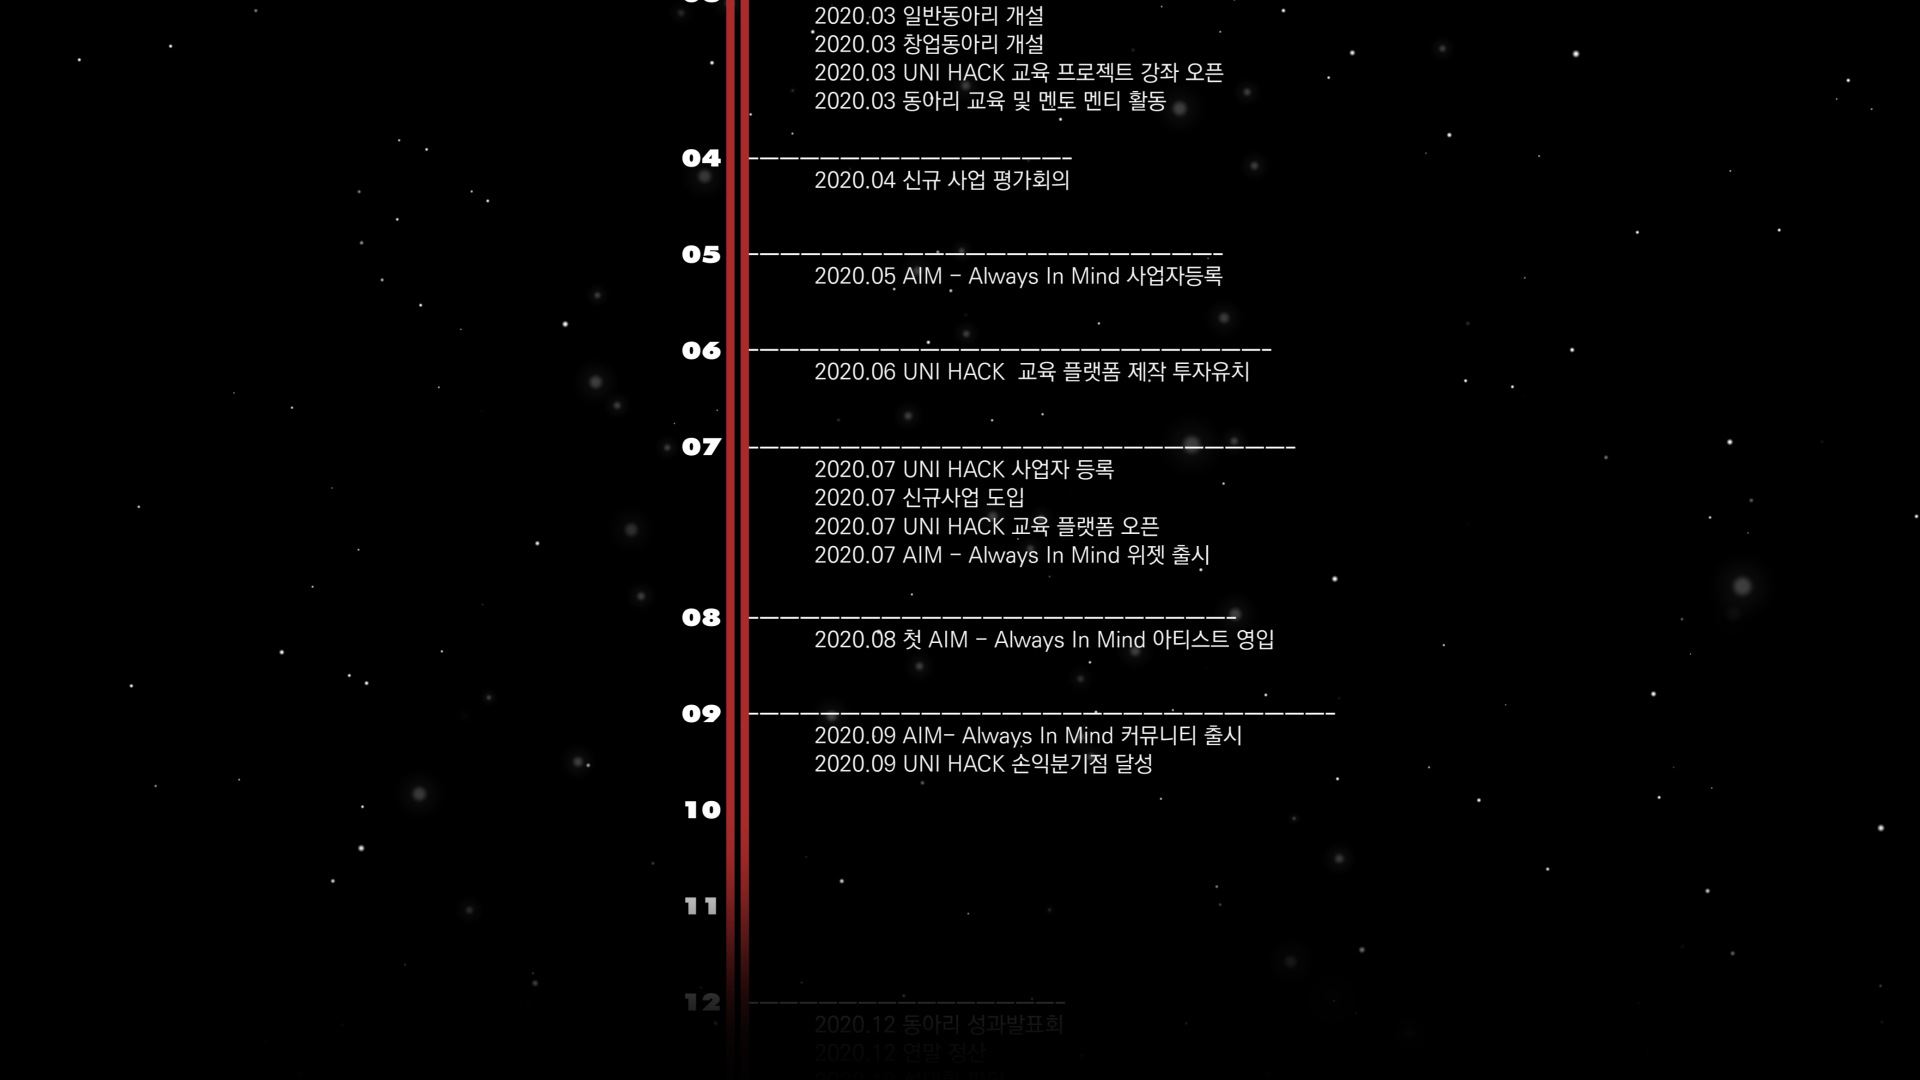 2020.03 일반동아리 개설
2020.03 창업동아리 개설
2020.03 UNI HACK 교육 프로젝트 강좌 오픈
2020.03 동아리 교육 및 멘토 멘티 활동
04
2020.04 신규 사업 평가회의
05
2020.05 AIM - Always In Mind 사업자등록
06
2020.06 UNI HACK  교육 플랫폼 제작 투자유치
07
2020.07 UNI HACK 사업자 등록
2020.07 신규사업 도입
2020.07 UNI HACK 교육 플랫폼 오픈
2020.07 AIM - Always In Mind 위젯 출시
08
2020.08 첫 AIM - Always In Mind 아티스트 영입
09
2020.09 AIM- Always In Mind 커뮤니티 출시
2020.09 UNI HACK 손익분기점 달성
10
11
12
2020.12 동아리 성과발표회
2020.12 연말 정산